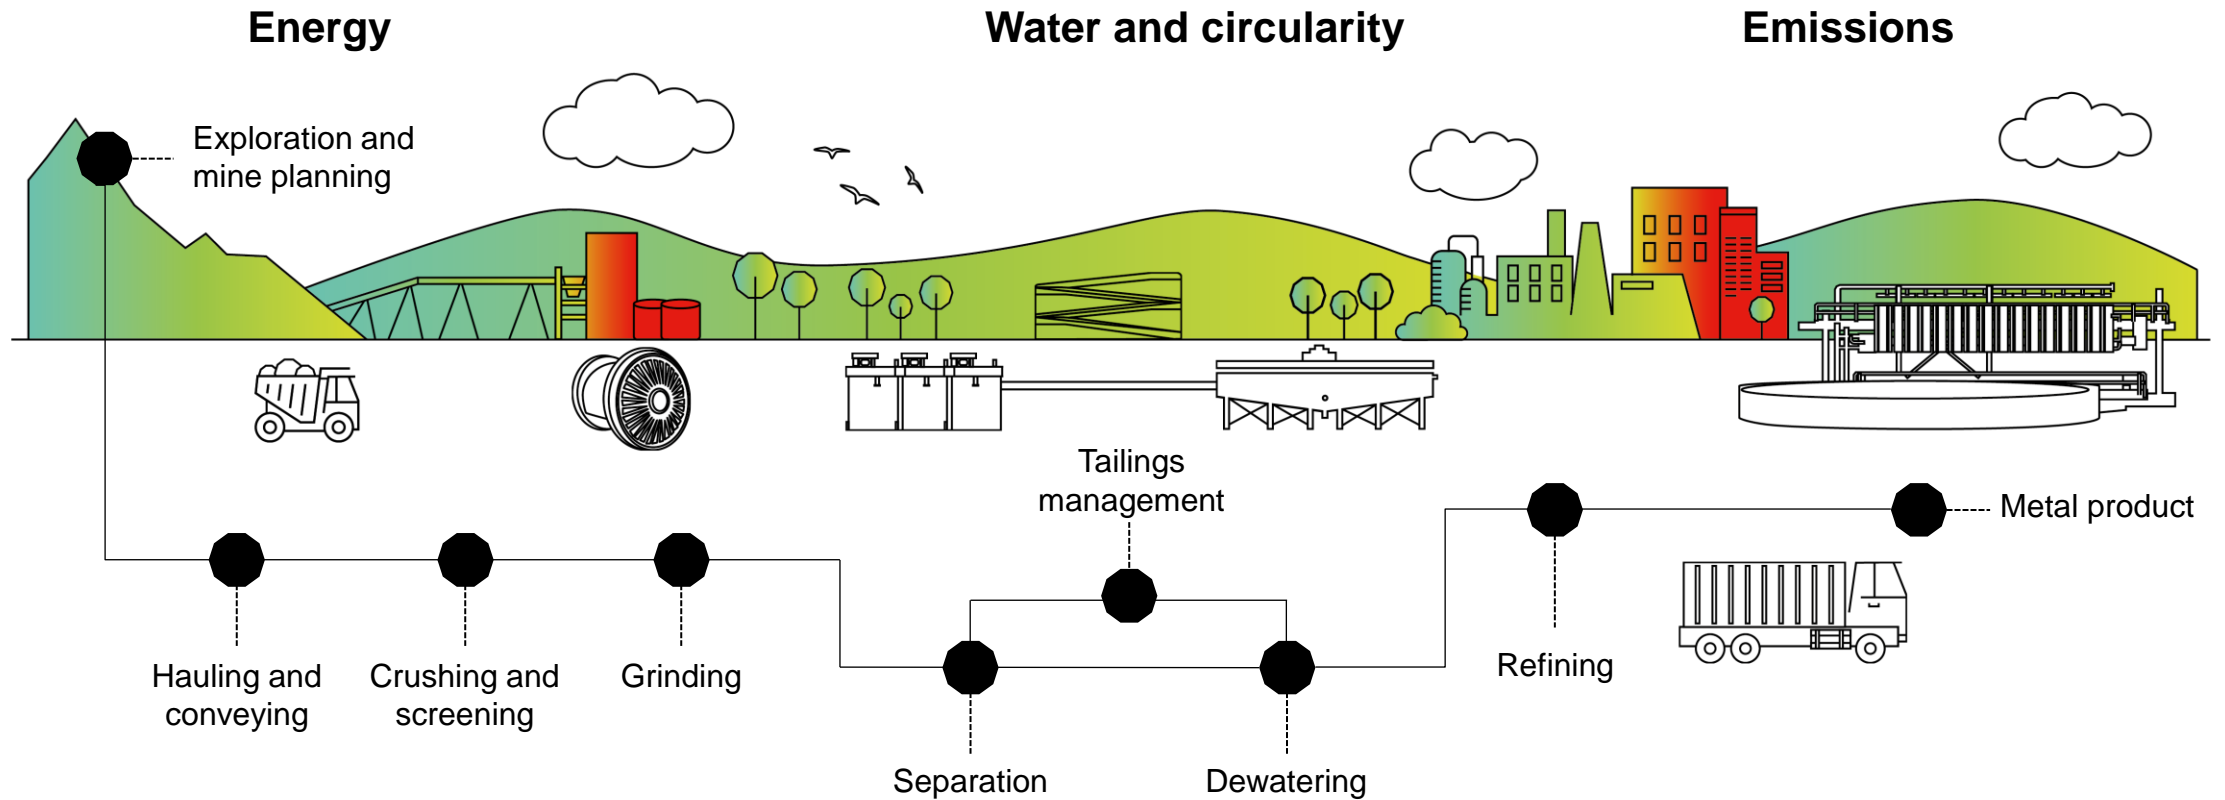 Energy
Water and circularity
Emissions
Exploration and
mine planning
Tailings
management
Metal product
Hauling and
conveying
Crushing and
screening
Grinding
Refining
Separation
Dewatering